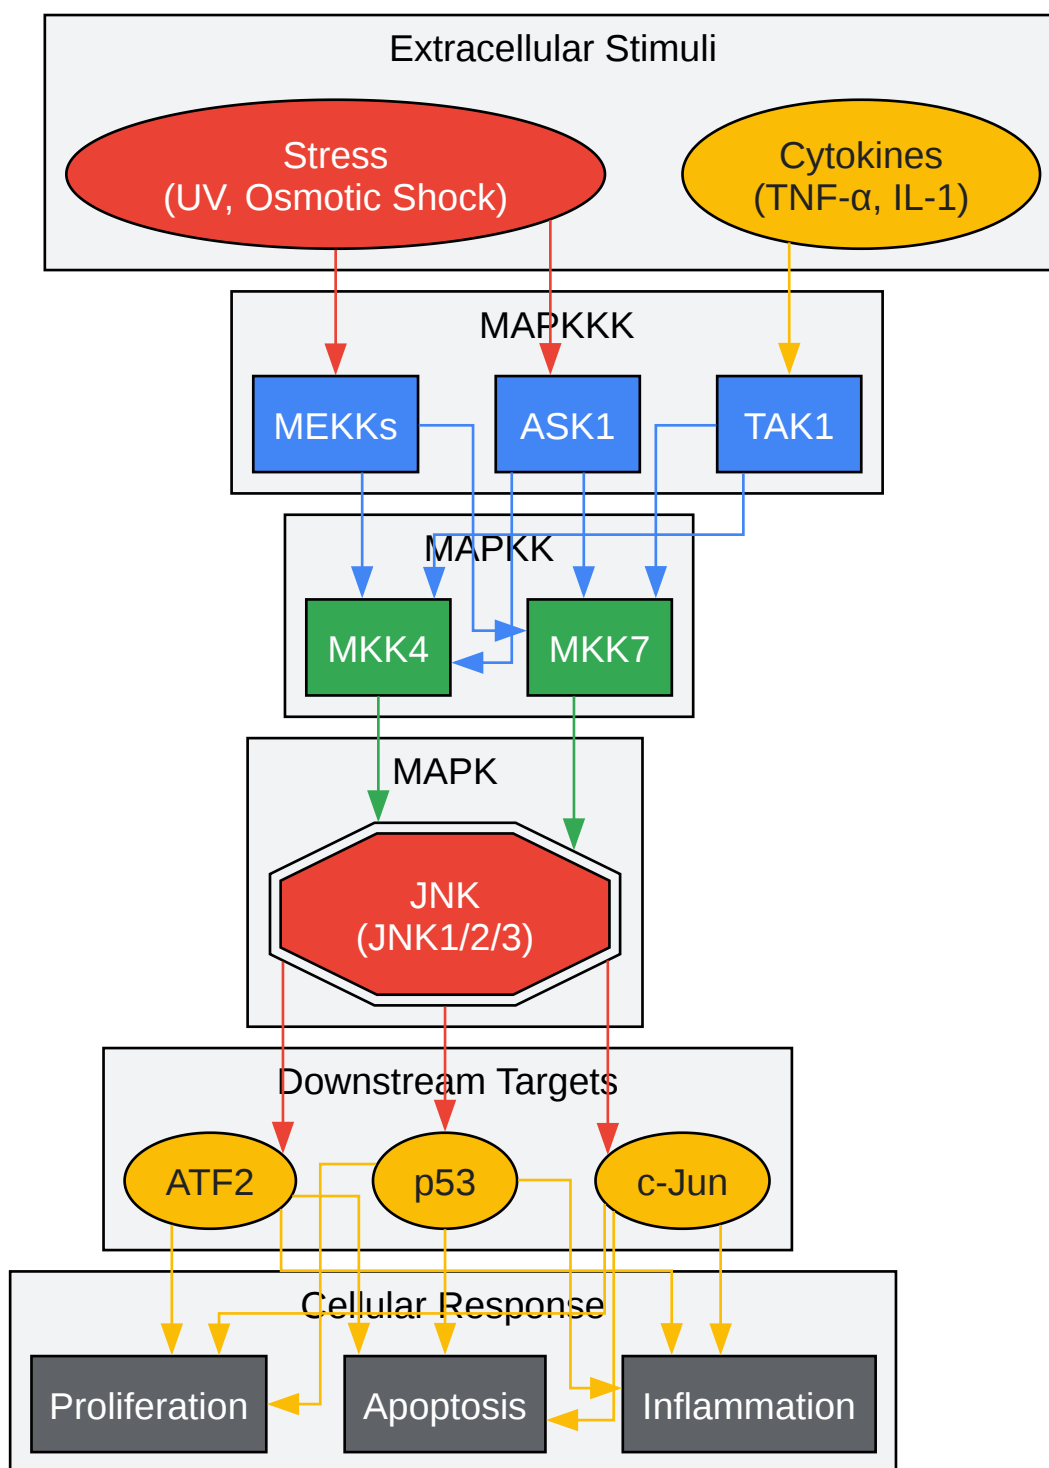 Extracellular Stimuli
Stress
(UV, Osmotic Shock)
Cytokines
(TNF-α, IL-1)
MAPKKK
MEKKs
ASK1
TAK1
MAPKK
MKK4
MKK7
MAPK
JNK
(JNK1/2/3)
Downstream Targets
ATF2
p53
c-Jun
Cellular Response
Proliferation
Apoptosis
Inflammation